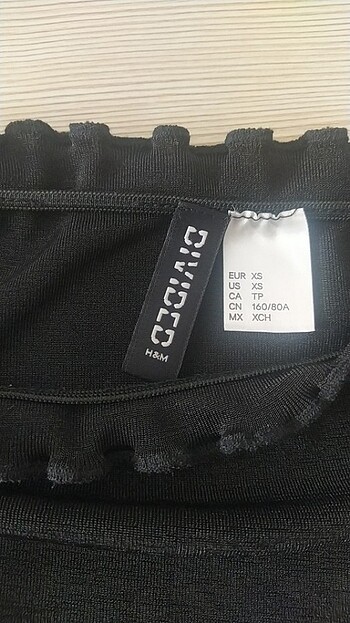 DIVIDED
H&M
EUR XS
US XS
CA TP
CN 160/80A
MX XCH